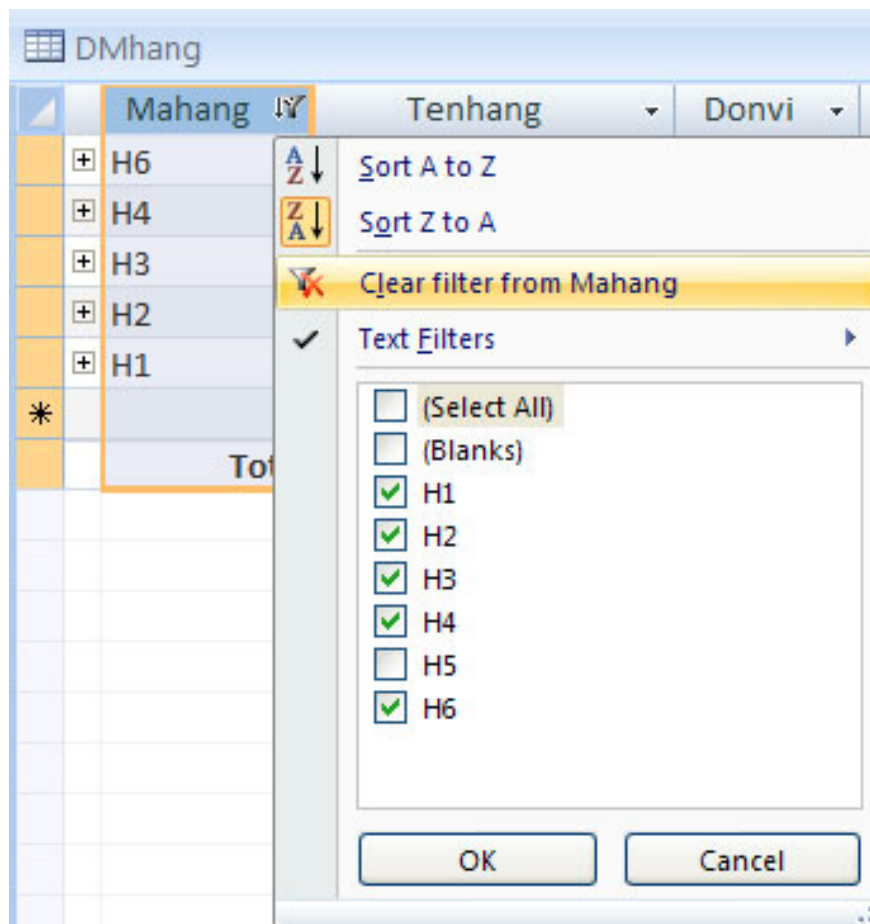 DMhang
Mahang Tenhang Donvi
H6
H4
H3
H2
H1
Tot
Sort A to Z
Sort Z to A
Clear filter from Mahang
Text Filters
(Select All)
(Blanks)
H1
H2
H3
H4
H5
H6
OK Cancel